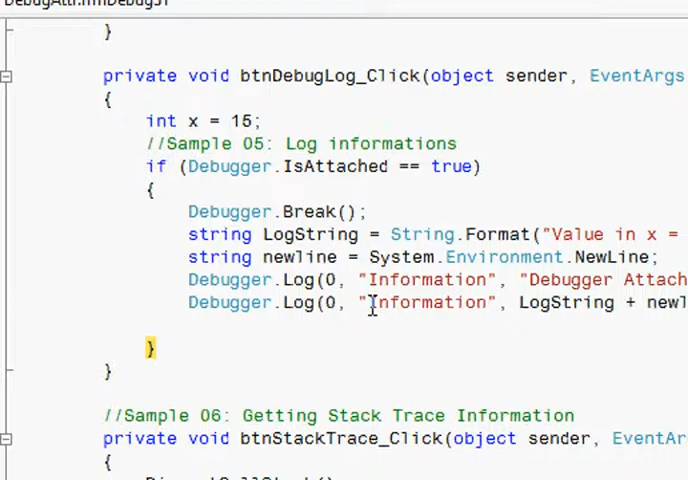 }
private void btnDebugLog_Click(object sender, EventArgs
{
int x = 15;
//Sample 05: Log informations
if (Debugger.IsAttached == true)
{
Debugger.Break();
string LogString = String.Format("Value in x =
string newline = System.Environment.NewLine;
Debugger.Log(0, "Information", "Debugger Attach
Debugger.Log(0, "Information", LogString + newl
}
}
//Sample 06: Getting Stack Trace Information
private void btnStackTrace_Click(object sender, EventAr
{